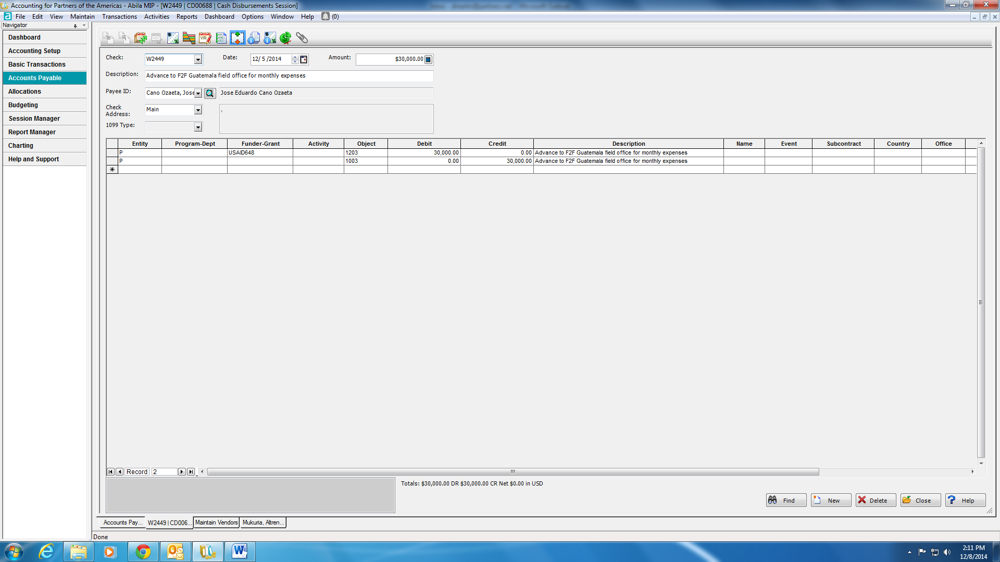 Accounting for Partners of the Americas - Abila MIP - [W2449 | CD00688 | Cash Disbursements Session]
File Edit View Maintain Transactions Activities Reports Dashboard Options Window Help (0)
Navigator
Dashboard
Accounting Setup
Basic Transactions
Accounts Payable
Allocations
Budgeting
Session Manager
Report Manager
Charting
Help and Support
Check: W2449 Date: 12/ 5 /2014 Amount: $30,000.00
Description: Advance to F2F Guatemala field office for monthly expenses
Payee ID: Cano Ozaeta, Jose Jose Eduardo Cano Ozaeta
Check Address: Main ,
1099 Type:
Entity Program-Dept Funder-Grant Activity Object Debit Credit Description Name Event Subcontract Country Office
P USAID648 1203 30,000.00 0.00 Advance to F2F Guatemala field office for monthly expenses
P 1003 0.00 30,000.00 Advance to F2F Guatemala field office for monthly expenses
Record 2
Totals: $30,000.00 DR $30,000.00 CR Net $0.00 in USD
Find New Delete Close Help
Accounts Pay... W2449 | CD006... Maintain Vendors Mukuria, Altren...
Done
2:11 PM
12/8/2014